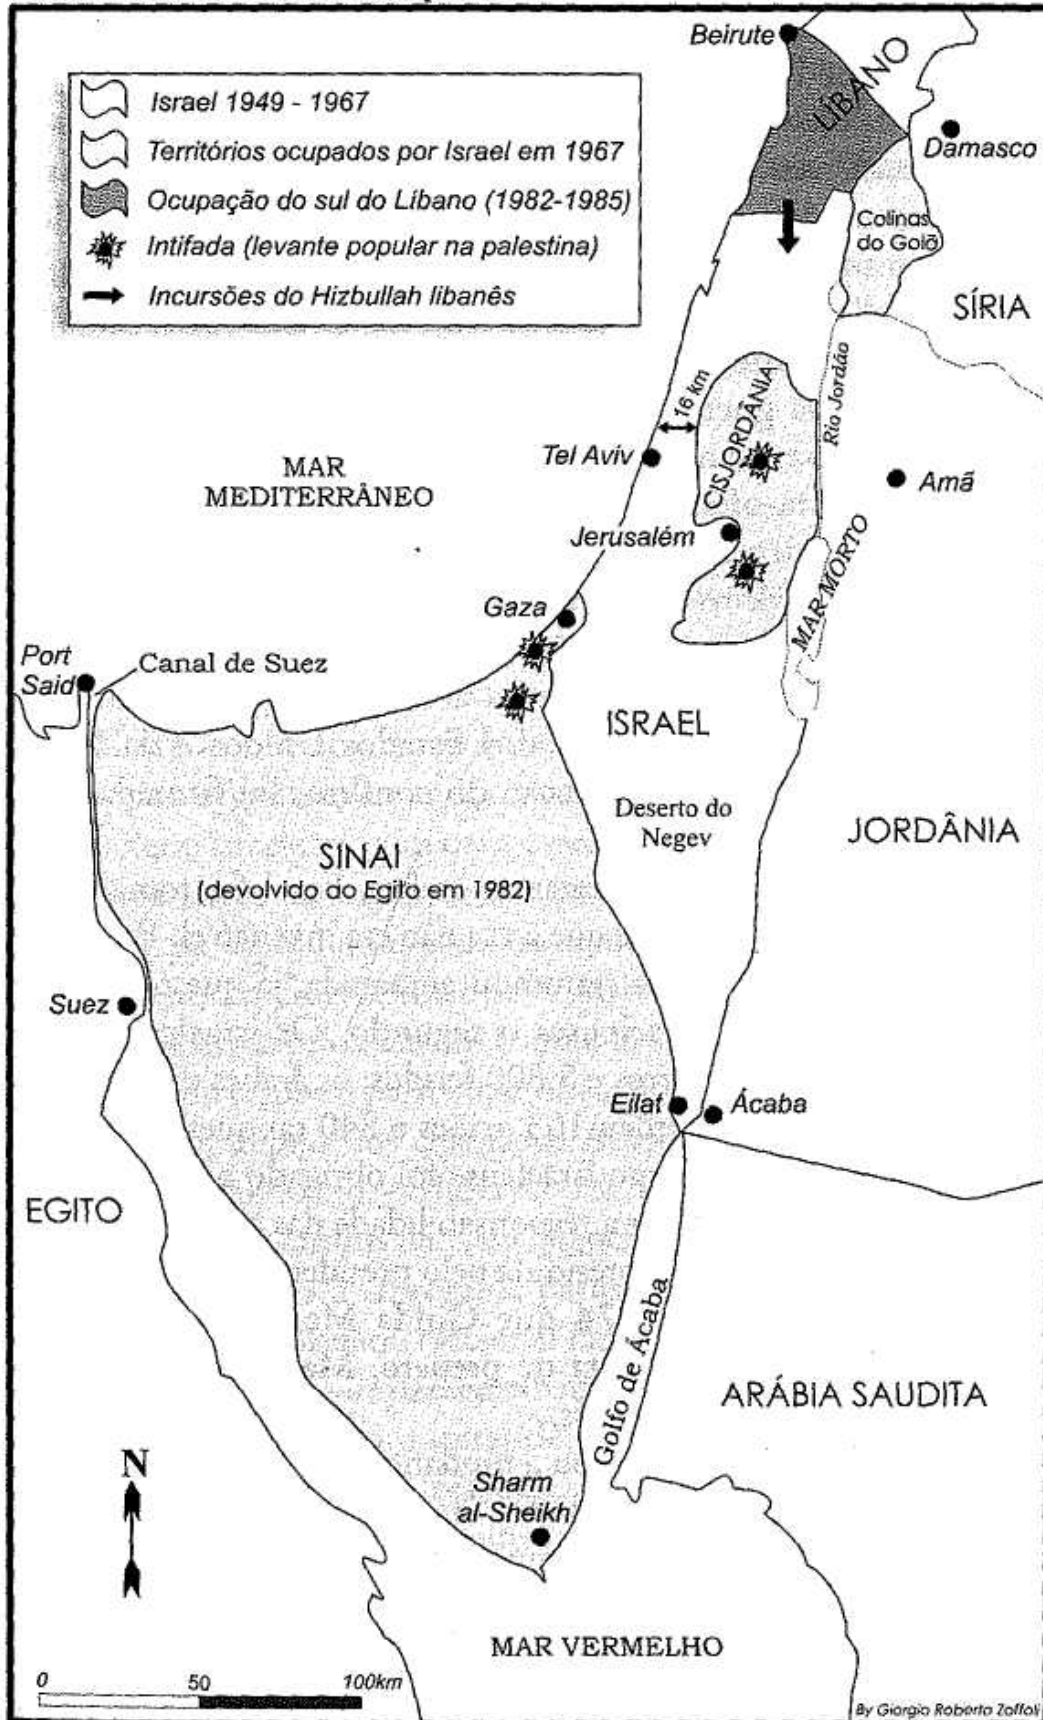 Beirute
LÍBANO
Israel 1949 - 1967
Territórios ocupados por Israel em 1967
Ocupação do sul do Líbano (1982-1985)
Intifada (levante popular na palestina)
Incursões do Hizbullah libanês
Damasco
Colinas
do Golã
SÍRIA
Rio Jordão
16 km
CISJORDÂNIA
Tel Aviv
MAR
MEDITERRÂNEO
Amã
Jerusalém
MAR MORTO
Gaza
Port
Said
Canal de Suez
ISRAEL
Deserto do
Negev
JORDÂNIA
SINAI
(devolvido ao Egito em 1982)
Suez
Eilat
Ácaba
EGITO
Golfo de Ácaba
ARÁBIA SAUDITA
N
Sharm
al-Sheikh
MAR VERMELHO
0 50 100km
By Giorgio Roberto Zoffoli